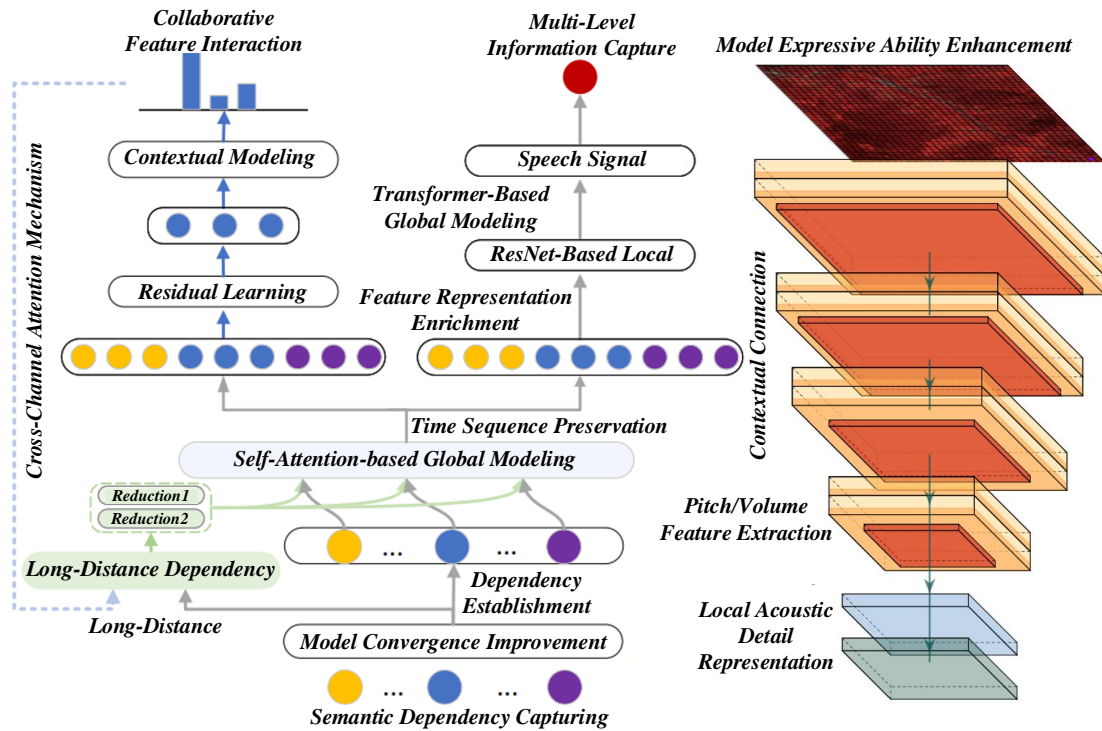 Collaborative
Feature Interaction
Multi-Level
Information Capture
Model Expressive Ability Enhancement
Contextual Modeling
Speech Signal
Transformer-Based
Global Modeling
ResNet-Based Local
Residual Learning
Feature Representation
Enrichment
Cross-Channel Attention Mechanism
Contextual Connection
Time Sequence Preservation
Self-Attention-based Global Modeling
Reduction1
Reduction2
Pitch/Volume
Feature Extraction
... ...
Long-Distance Dependency
Dependency
Establishment
Long-Distance
Local Acoustic
Detail
Representation
Model Convergence Improvement
... ...
Semantic Dependency Capturing